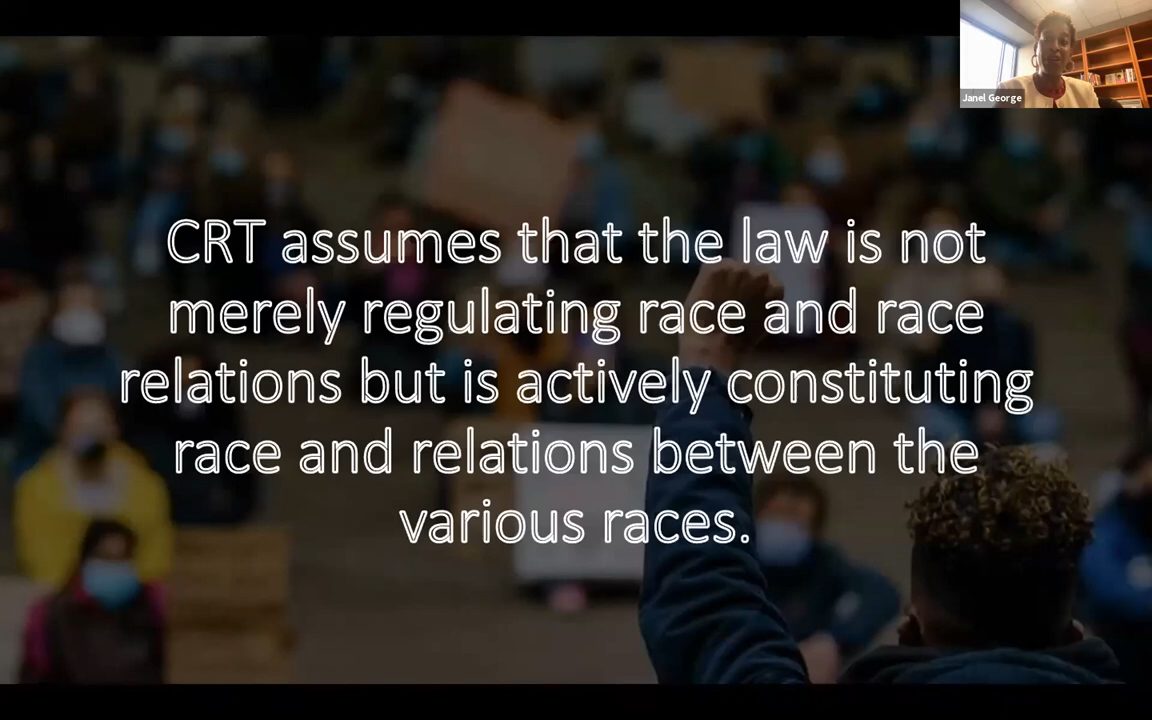 Janel George
CRT assumes that the law is not
merely regulating race and race
relations but is actively constituting
race and relations between the
various races.